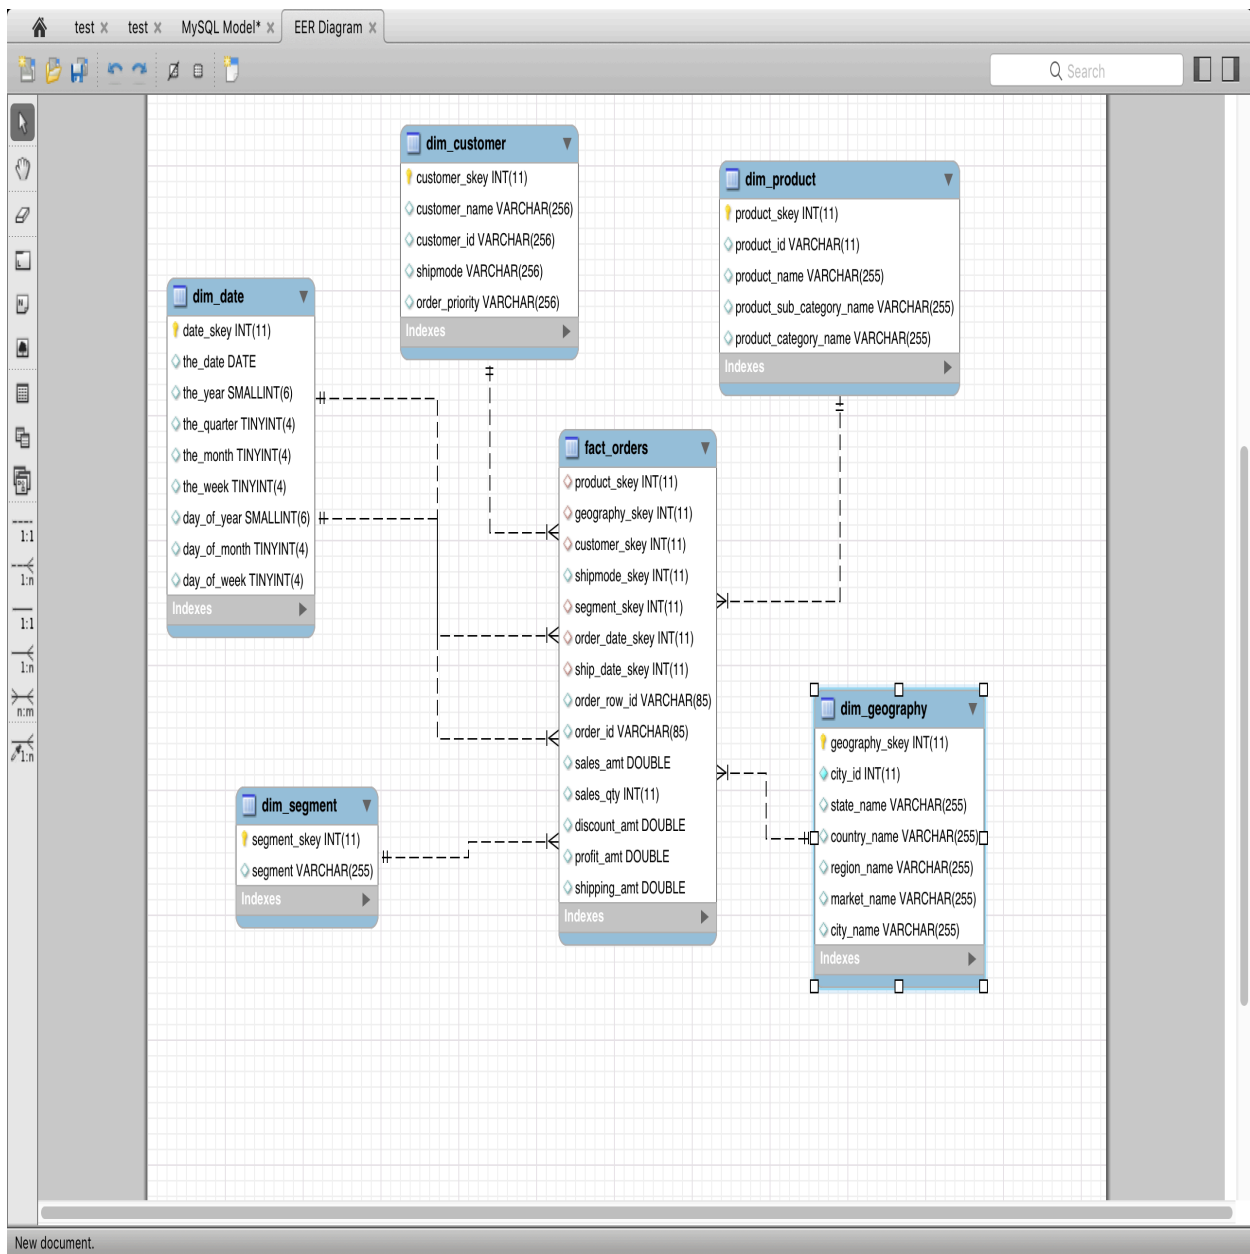 test × test × MySQL Model* × EER Diagram ×
Search
dim_customer
customer_skey INT(11)
customer_name VARCHAR(256)
customer_id VARCHAR(256)
shipmode VARCHAR(256)
order_priority VARCHAR(256)
Indexes
dim_product
product_skey INT(11)
product_id VARCHAR(11)
product_name VARCHAR(255)
product_sub_category_name VARCHAR(255)
product_category_name VARCHAR(255)
Indexes
dim_date
date_skey INT(11)
the_date DATE
the_year SMALLINT(6)
the_quarter TINYINT(4)
the_month TINYINT(4)
the_week TINYINT(4)
day_of_year SMALLINT(6)
day_of_month TINYINT(4)
day_of_week TINYINT(4)
Indexes
fact_orders
product_skey INT(11)
geography_skey INT(11)
customer_skey INT(11)
shipmode_skey INT(11)
segment_skey INT(11)
order_date_skey INT(11)
ship_date_skey INT(11)
order_row_id VARCHAR(85)
order_id VARCHAR(85)
sales_amt DOUBLE
sales_qty INT(11)
discount_amt DOUBLE
profit_amt DOUBLE
shipping_amt DOUBLE
Indexes
dim_geography
geography_skey INT(11)
city_id INT(11)
state_name VARCHAR(255)
country_name VARCHAR(255)
region_name VARCHAR(255)
market_name VARCHAR(255)
city_name VARCHAR(255)
Indexes
dim_segment
segment_skey INT(11)
segment VARCHAR(255)
Indexes
1:1
1:n
1:1
1:n
n:m
1:n
New document.